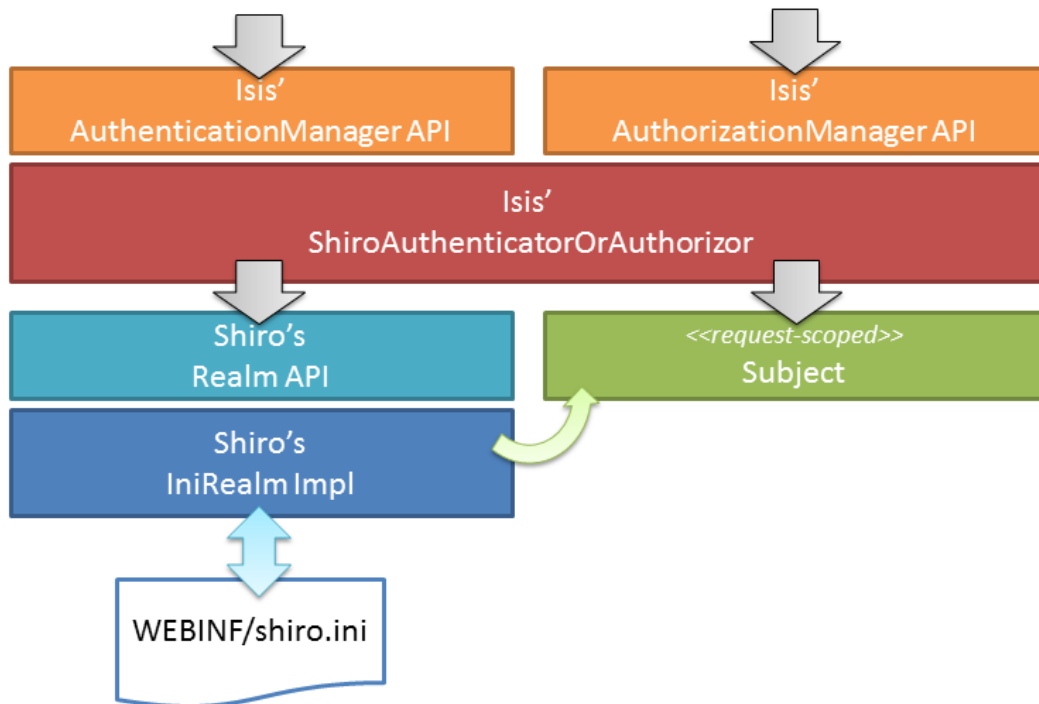 Isis’
AuthenticationManager API
Isis’
AuthorizationManager API
Isis’
ShiroAuthenticatorOrAuthorizor
Shiro’s
Realm API
<<request-scoped>>
Subject
Shiro’s
IniRealm Impl
WEBINF/shiro.ini